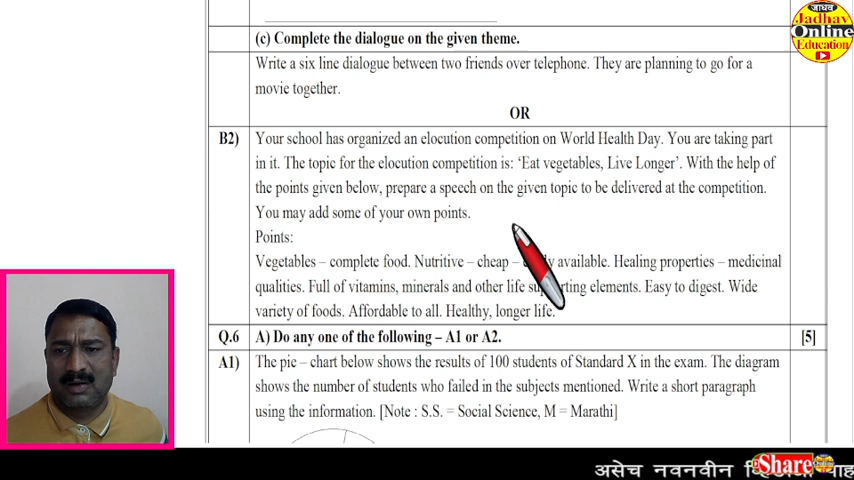 जाधव
Jadhav
Online
Education
(c) Complete the dialogue on the given theme.
Write a six line dialogue between two friends over telephone. They are planning to go for a
movie together.
OR
B2) Your school has organized an elocution competition on World Health Day. You are taking part
in it. The topic for the elocution competition is: ‘Eat vegetables, Live Longer’. With the help of
the points given below, prepare a speech on the given topic to be delivered at the competition.
You may add some of your own points.
Points:
Vegetables – complete food. Nutritive – cheap – available. Healing properties – medicinal
qualities. Full of vitamins, minerals and other life supporting elements. Easy to digest. Wide
variety of foods. Affordable to all. Healthy, longer life.
Q.6 A) Do any one of the following – A1 or A2. [5]
A1) The pie – chart below shows the results of 100 students of Standard X in the exam. The diagram
shows the number of students who failed in the subjects mentioned. Write a short paragraph
using the information. [Note : S.S. = Social Science, M = Marathi]
असेच नवनवीन Share